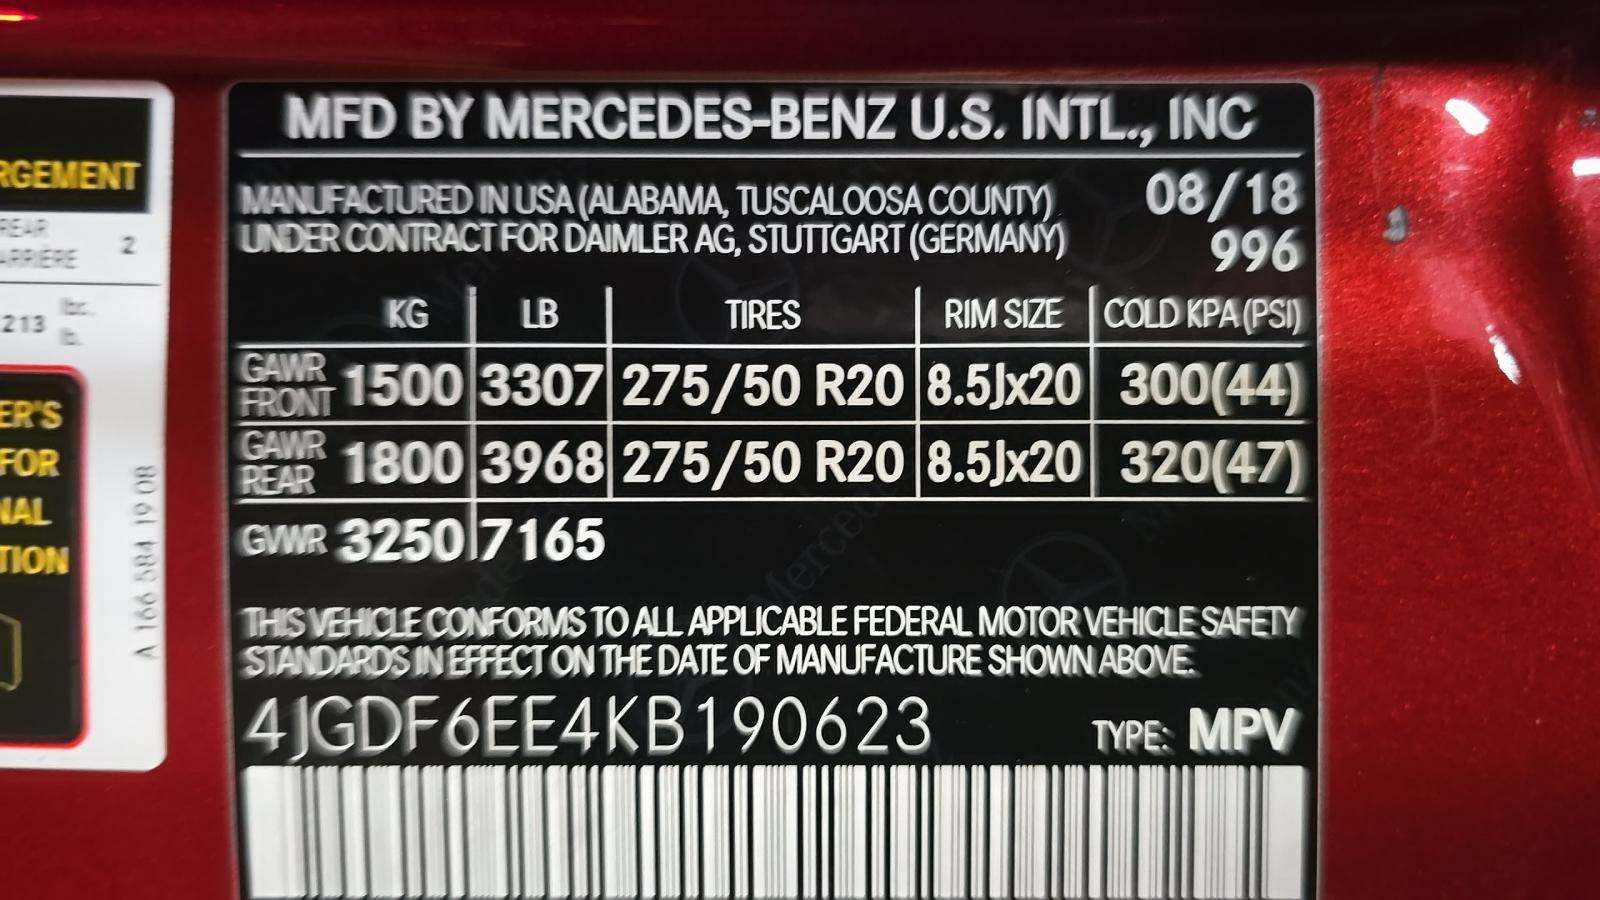 RGEMENT
REAR
ARRIÈRE 2
213 lbs.
lb.
ER'S
FOR
NAL
TION
A 166 584 19 08
MFD BY MERCEDES-BENZ U.S. INTL., INC
MANUFACTURED IN USA (ALABAMA, TUSCALOOSA COUNTY) 08/18
UNDER CONTRACT FOR DAIMLER AG, STUTTGART (GERMANY) 996
KG LB TIRES RIM SIZE COLD KPA (PSI)
GAWR FRONT 1500 3307 275/50 R20 8.5Jx20 300(44)
GAWR REAR 1800 3968 275/50 R20 8.5Jx20 320(47)
GVWR 3250 7165
THIS VEHICLE CONFORMS TO ALL APPLICABLE FEDERAL MOTOR VEHICLE SAFETY
STANDARDS IN EFFECT ON THE DATE OF MANUFACTURE SHOWN ABOVE.
4JGDF6EE4KB190623 TYPE: MPV